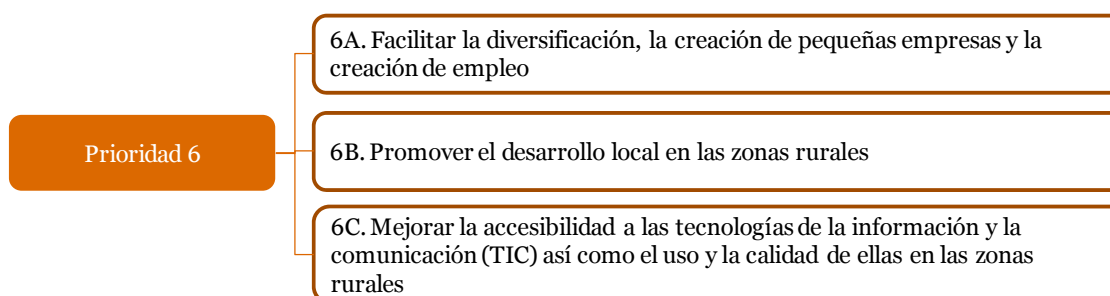 6A. Facilitar la diversificación, la creación de pequeñas empresas y la
creación de empleo
Prioridad 6
6B. Promover el desarrollo local en las zonas rurales
6C. Mejorar la accesibilidad a las tecnologías de la información y la
comunicación (TIC) así como el uso y la calidad de ellas en las zonas
rurales